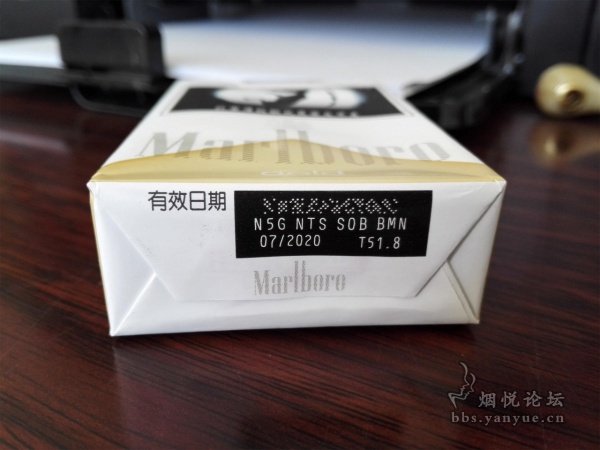 Marlboro
Gold
有效日期
N5G NTS SOB BMN
07/2020 T51.8
Marlboro
烟悦论坛
bbs.yanyue.cn